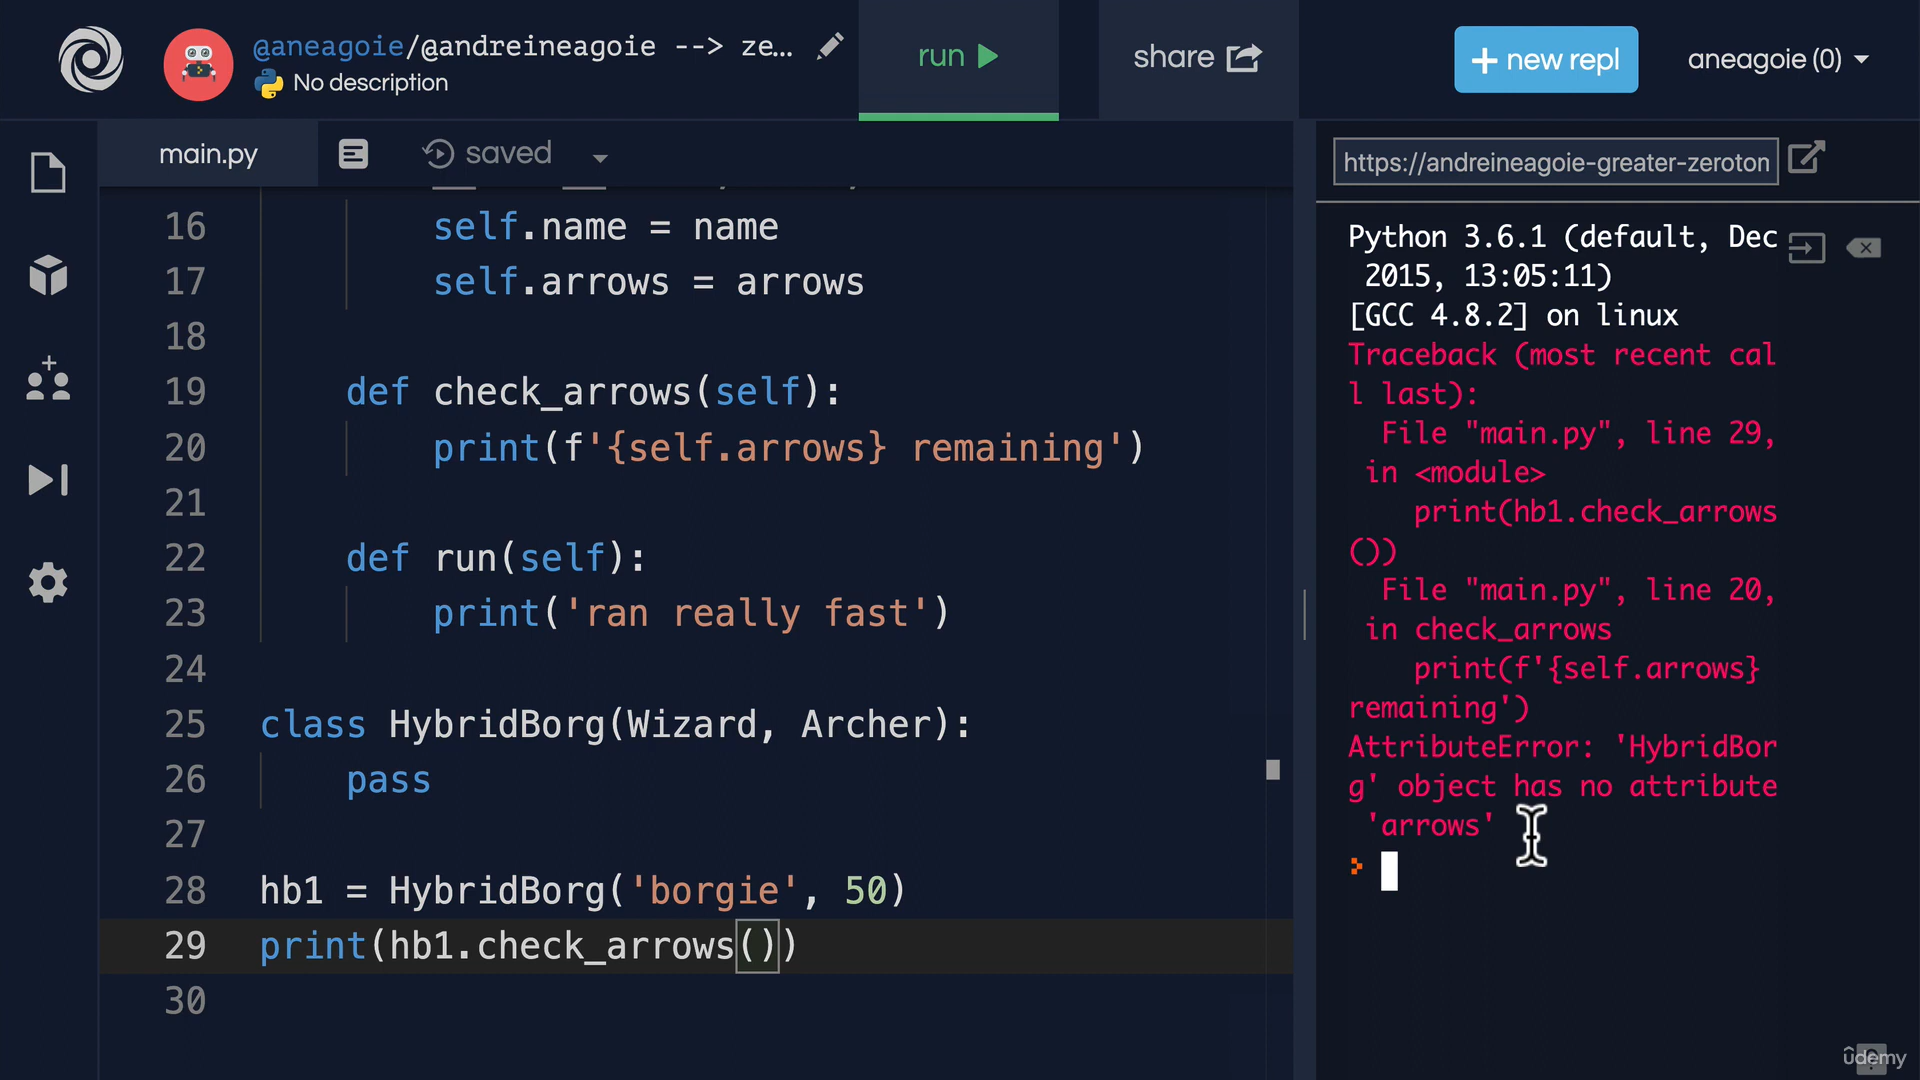 @aneagoie/@andreineagoie --> ze...
No description
run
share
+ new repl
aneagoie (0)
main.py
saved
https://andreineagoie-greater-zeroton
16 self.name = name
17 self.arrows = arrows
18
19 def check_arrows(self):
20 print(f'{self.arrows} remaining')
21
22 def run(self):
23 print('ran really fast')
24
25 class HybridBorg(Wizard, Archer):
26 pass
27
28 hb1 = HybridBorg('borgie', 50)
29 print(hb1.check_arrows())
30
Python 3.6.1 (default, Dec
2015, 13:05:11)
[GCC 4.8.2] on linux
Traceback (most recent cal
l last):
File "main.py", line 29,
in <module>
print(hb1.check_arrows
())
File "main.py", line 20,
in check_arrows
print(f'{self.arrows}
remaining')
AttributeError: 'HybridBor
g' object has no attribute
'arrows'
ûdemy